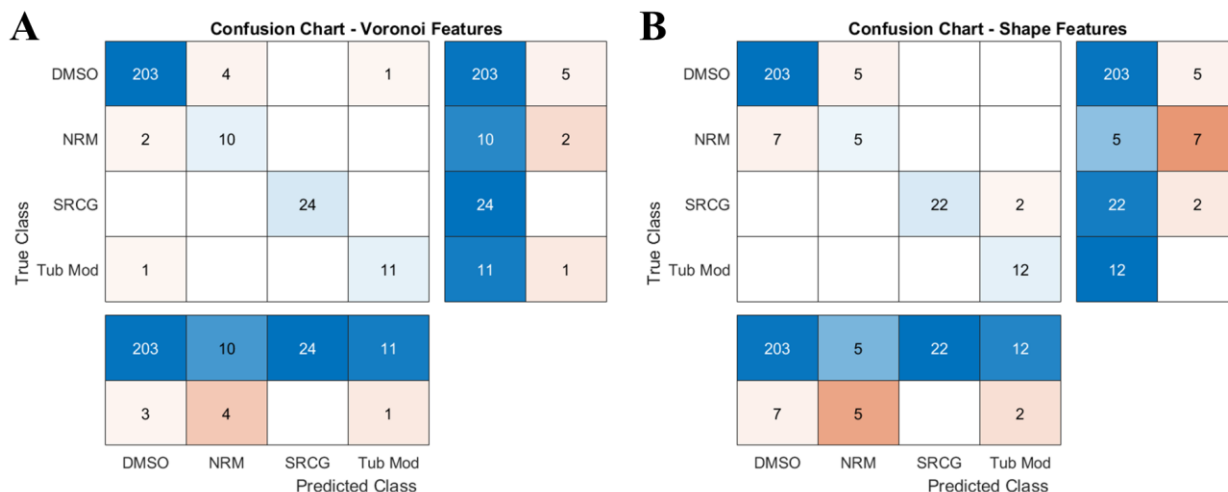 A
Confusion Chart - Voronoi Features
DMSO 203 4 1 203 5
NRM 2 10 10 2
SRCG 24 24
Tub Mod 1 11 11 1
True Class
203 10 24 11
3 4 1
DMSO NRM SRCG Tub Mod
Predicted Class
B
Confusion Chart - Shape Features
DMSO 203 5 203 5
NRM 7 5 5 7
SRCG 22 2 22 2
Tub Mod 12 12
True Class
203 5 22 12
7 5 2
DMSO NRM SRCG Tub Mod
Predicted Class